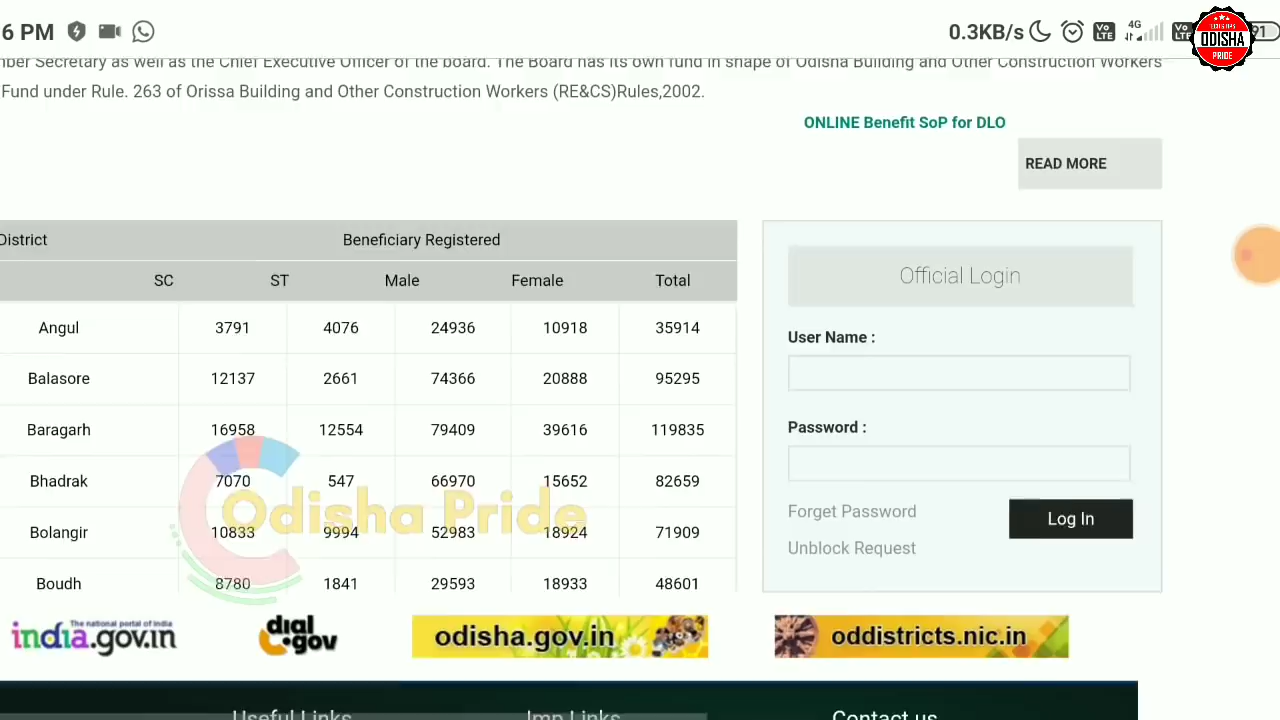 6 PM 0.3KB/s Vo LTE 4G Vo 91
ODISHA
PRIDE
Secretary as well as the Chief Executive Officer of the board. The Board has its own fund in shape of Odisha Building and Other Construction Workers
Fund under Rule. 263 of Orissa Building and Other Construction Workers (RE&CS)Rules,2002.
ONLINE Benefit SoP for DLO
READ MORE
District Beneficiary Registered
SC ST Male Female Total
Angul 3791 4076 24936 10918 35914
Balasore 12137 2661 74366 20888 95295
Baragarh 16958 12554 79409 39616 119835
Bhadrak 7070 547 66970 15652 82659
Bolangir 10833 9994 52983 18924 71909
Boudh 8780 1841 29593 18933 48601
Odisha Pride
Official Login
User Name :
Password :
Forget Password
Log In
Unblock Request
The national portal of India
india.gov.in
dial.gov
odisha.gov.in
oddistricts.nic.in
Useful Links Imp Links Contact us